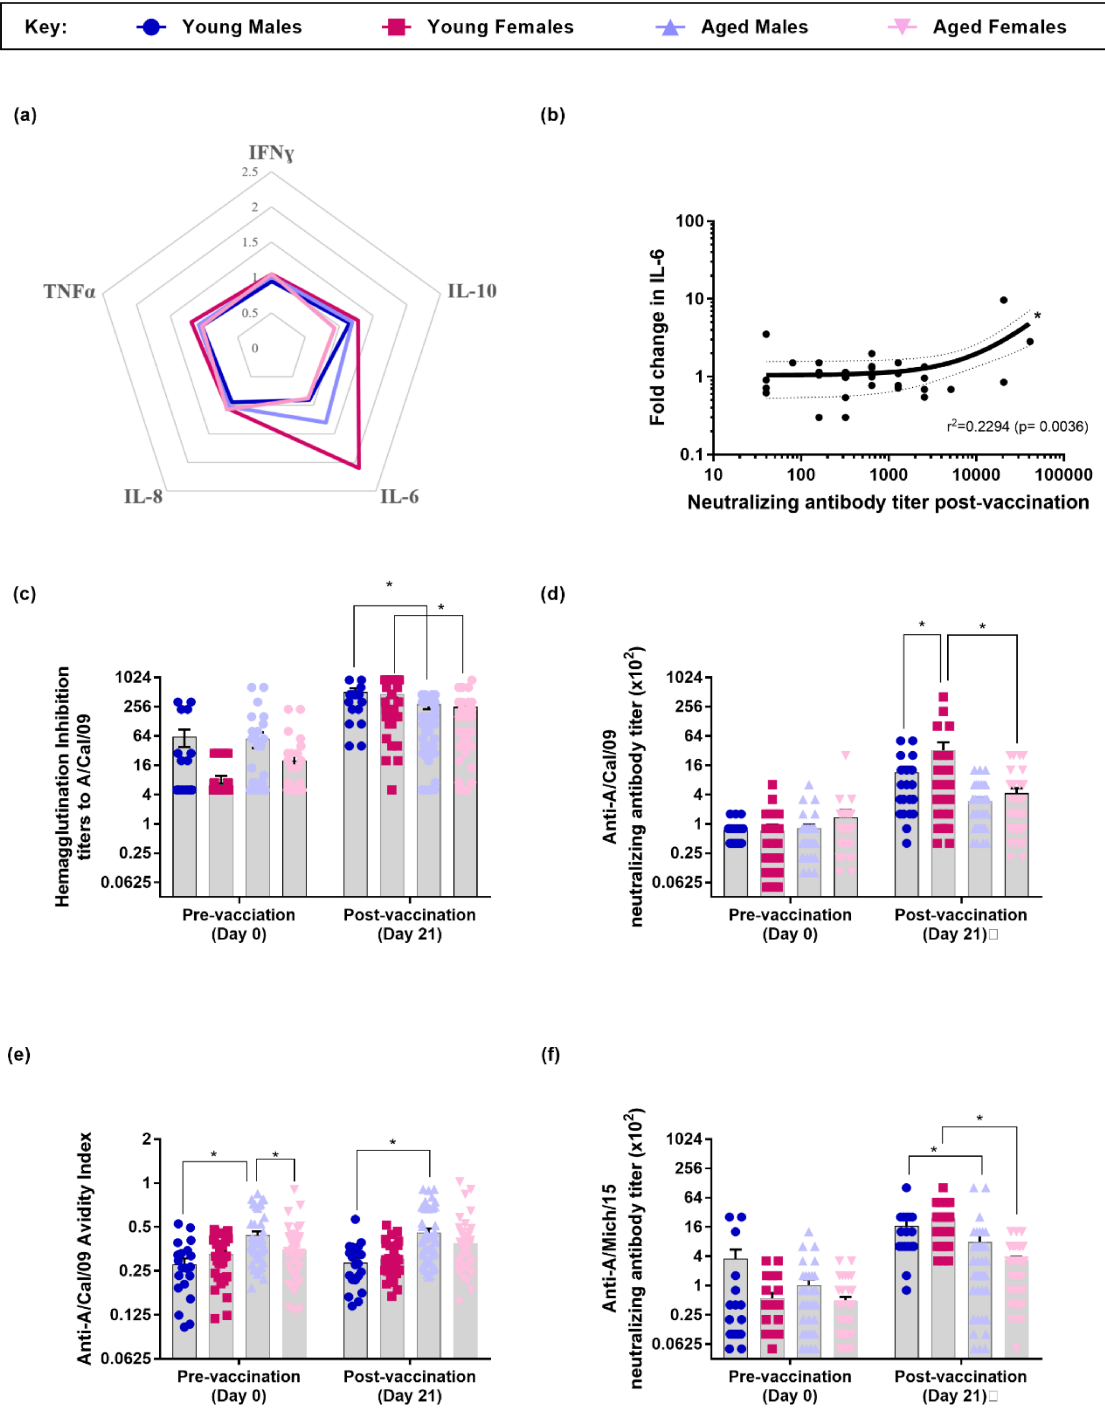 Key: Young Males Young Females Aged Males Aged Females
(a)
IFNɣ
2.5
2
1.5
1
0.5
0
TNFα
IL-10
IL-8
IL-6
(b)
Fold change in IL-6
100
10
1
0.1
*
r²=0.2294 (p= 0.0036)
10 100 1000 10000 100000
Neutralizing antibody titer post-vaccination
(c)
Hemagglutination Inhibition
titers to A/Cal/09
1024
256
64
16
4
1
0.25
0.0625
*
*
Pre-vacciation
(Day 0)
Post-vaccination
(Day 21)
(d)
Anti-A/Cal/09
neutralizing antibody titer (x10²)
1024
256
64
16
4
1
0.25
0.0625
*
*
Pre-vaccination
(Day 0)
Post-vaccination
(Day 21)□
(e)
Anti-A/Cal/09 Avidity Index
2
1
0.5
0.25
0.125
0.0625
*
*
*
Pre-vaccination
(Day 0)
Post-vaccination
(Day 21)
(f)
Anti-A/Mich/15
neutralizing antibody titer (x10²)
1024
256
64
16
4
1
0.25
0.0625
*
*
Pre-vaccination
(Day 0)
Post-vaccination
(Day 21)□